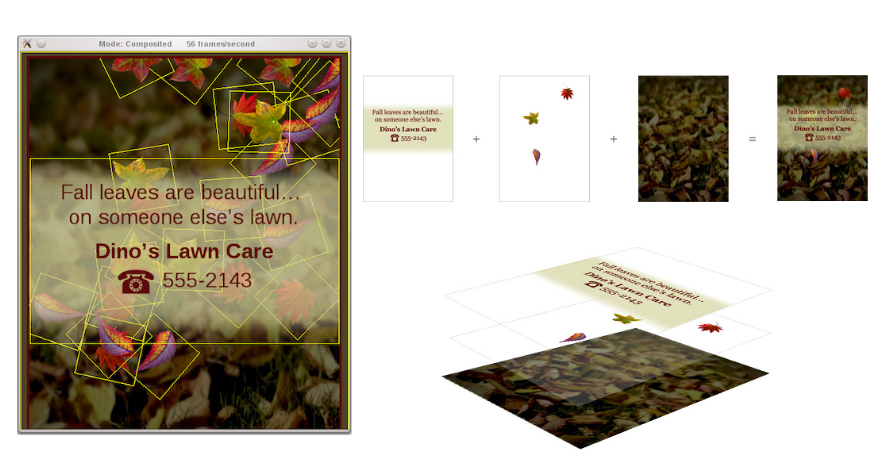 Mode: Composited 56 frames/second
Fall leaves are beautiful...
on someone else's lawn.
Dino's Lawn Care
☎ 555-2143
Fall leaves are beautiful...
on someone else's lawn.
Dino's Lawn Care
☎ 555-2143
+
+
=
Fall leaves are beautiful...
on someone else's lawn.
Dino's Lawn Care
☎ 555-2143
Fall leaves are beautiful...
on someone else's lawn.
Dino's Lawn Care
☎ 555-2143